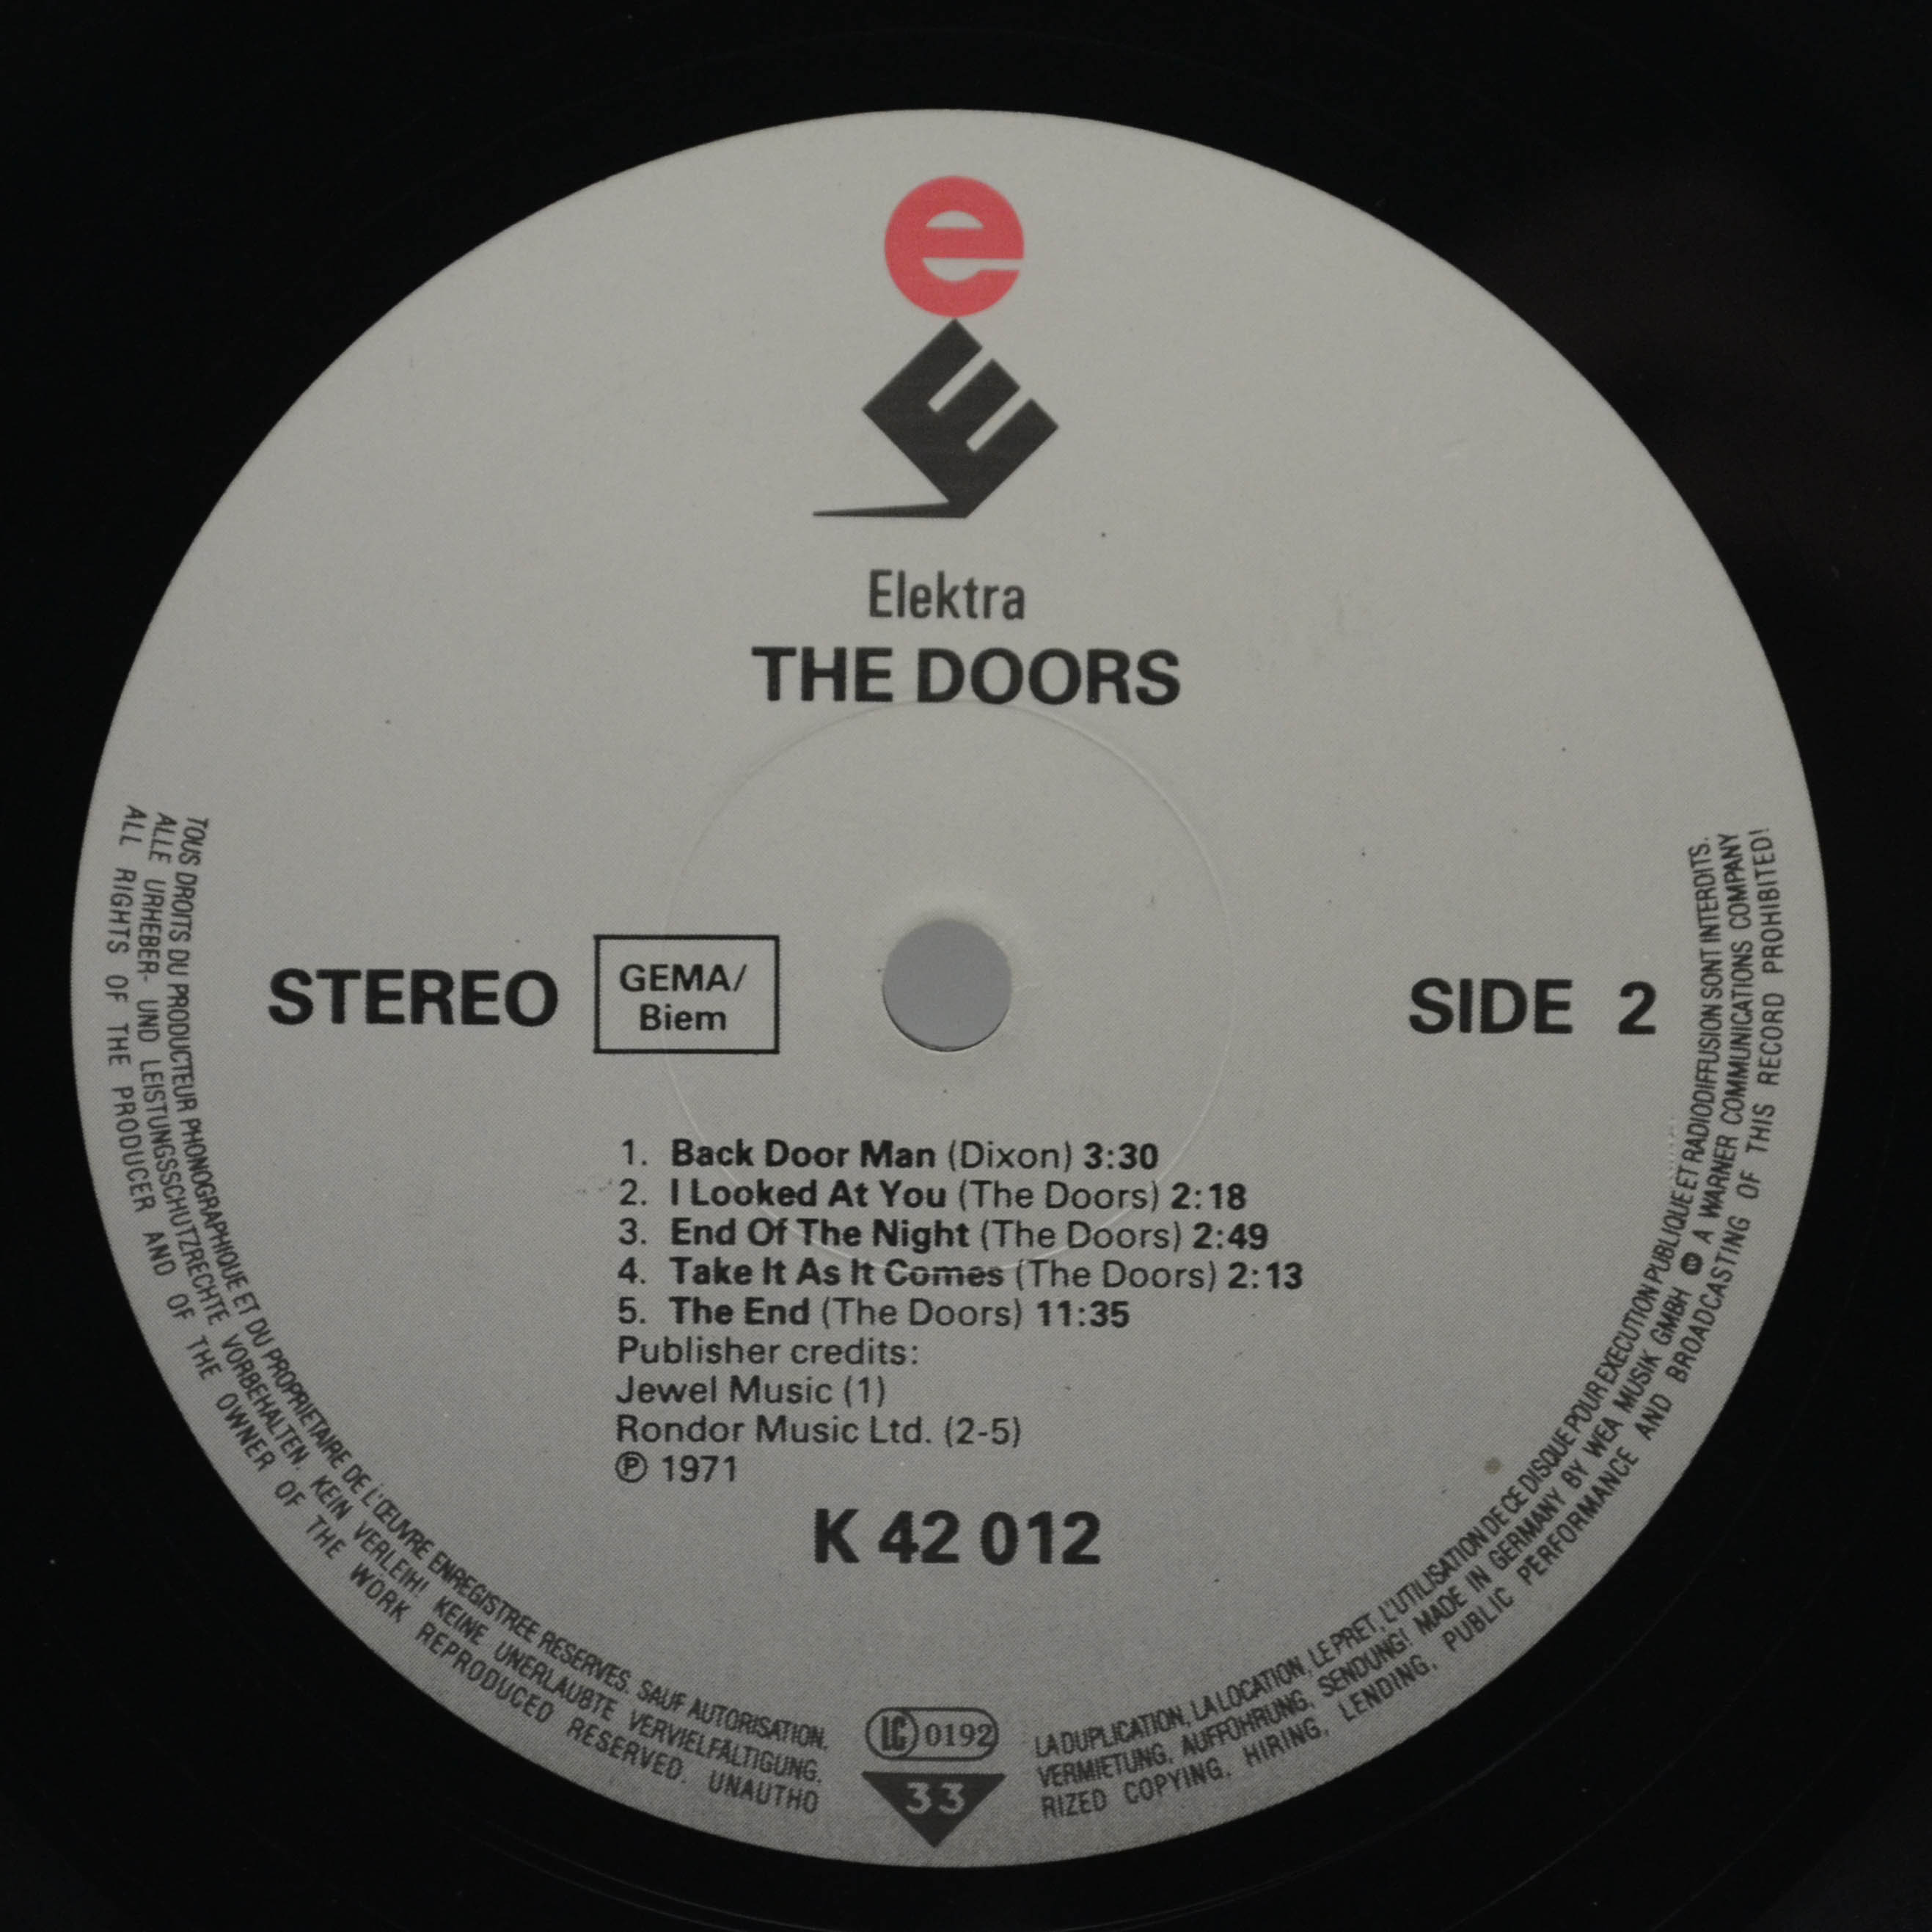 e
E
Elektra
THE DOORS
STEREO
GEMA/
Biem
SIDE 2
1. Back Door Man (Dixon) 3:30
2. I Looked At You (The Doors) 2:18
3. End Of The Night (The Doors) 2:49
4. Take It As It Comes (The Doors) 2:13
5. The End (The Doors) 11:35
Publisher credits:
Jewel Music (1)
Rondor Music Ltd. (2-5)
Ⓟ 1971
K 42 012
TOUS DROITS DU PRODUCTEUR PHONOGRAPHIQUE ET DU PROPRIETAIRE DE L'ŒUVRE ENREGISTREE RESERVES. SAUF AUTORISATION, LA DUPLICATION, LA LOCATION, LE PRET, L'UTILISATION DE CE DISQUE POUR EXECUTION PUBLIQUE ET RADIODIFFUSION SONT INTERDITS.
ALLE URHEBER- UND LEISTUNGSSCHUTZRECHTE VORBEHALTEN. KEIN VERLEIH! KEINE UNERLAUBTE VERVIELFÄLTIGUNG, VERMIETUNG, AUFFÜHRUNG, SENDUNG! MADE IN GERMANY BY WEA MUSIK GMBH W A WARNER COMMUNICATIONS COMPANY
ALL RIGHTS OF THE PRODUCER AND OF THE OWNER OF THE WORK REPRODUCED RESERVED. UNAUTHORIZED COPYING, HIRING, LENDING, PUBLIC PERFORMANCE AND BROADCASTING OF THIS RECORD PROHIBITED!
LC 0192
33